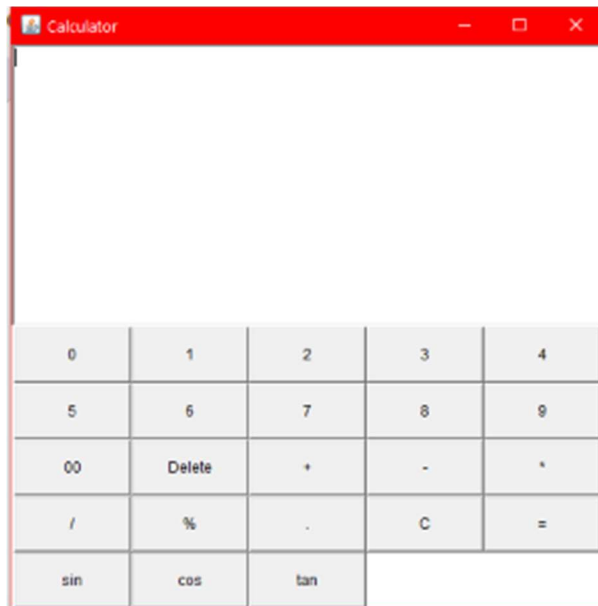 Calculator
0 1 2 3 4
5 6 7 8 9
00 Delete + - *
/ % . C =
sin cos tan